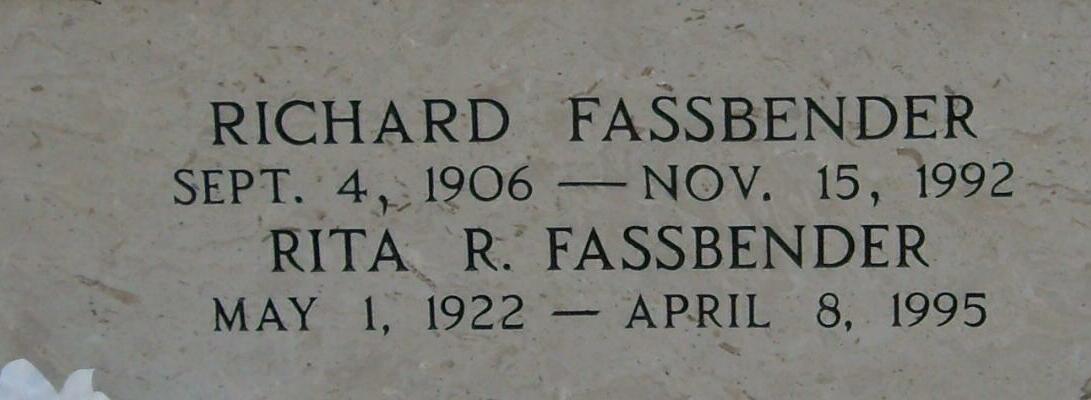 RICHARD FASSBENDER
SEPT. 4, 1906 — NOV. 15, 1992
RITA R. FASSBENDER
MAY 1, 1922 — APRIL 8, 1995